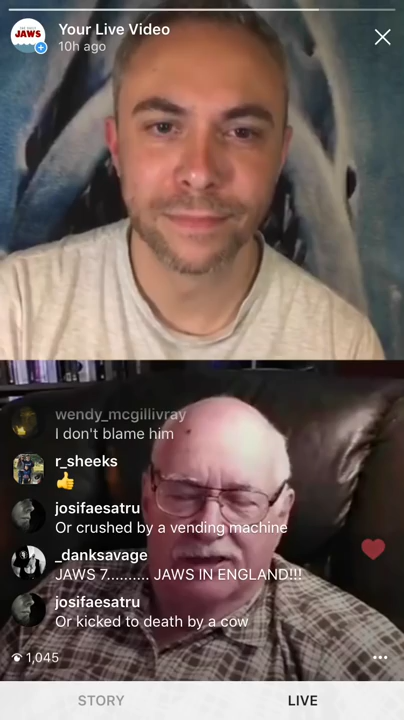 JAWS
Your Live Video
10h ago
wendy_mcgillivray
I don't blame him
r_sheeks
👍
josifaesatru
Or crushed by a vending machine
_danksavage
JAWS 7.......... JAWS IN ENGLAND!!!
josifaesatru
Or kicked to death by a cow
1,045
STORY
LIVE